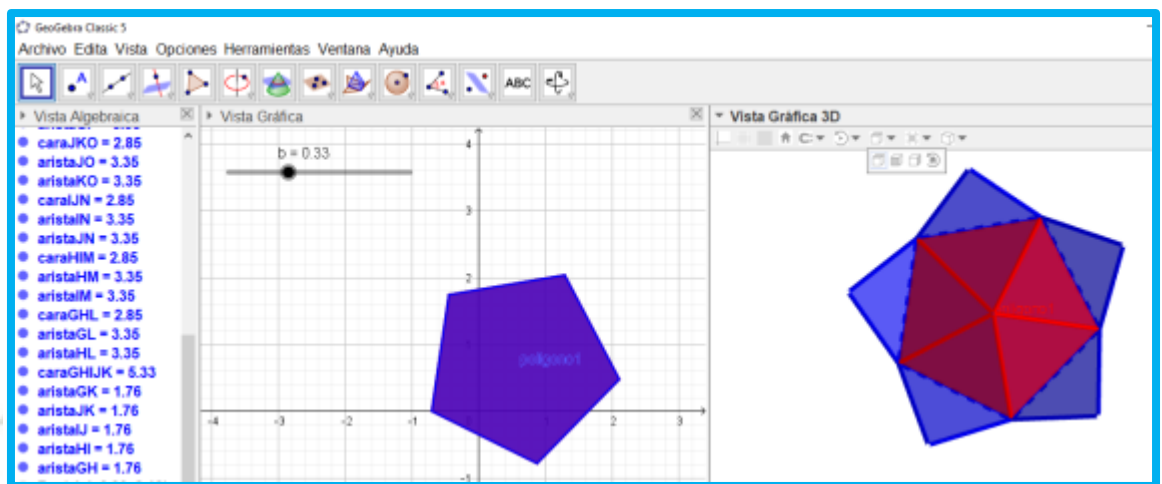 GeoGebra Classic 5
Archivo Edita Vista Opciones Herramientas Ventana Ayuda
A
ABC
Vista Algebraica
Vista Gráfica
Vista Gráfica 3D
caraJKO = 2.85
aristaJO = 3.35
aristaKO = 3.35
caraIJN = 2.85
aristaIN = 3.35
aristaJN = 3.35
caraHIM = 2.85
aristaHM = 3.35
aristaIM = 3.35
caraGHL = 2.85
aristaGL = 3.35
aristaHL = 3.35
caraGHIJK = 5.33
aristaGK = 1.76
aristaJK = 1.76
aristaIJ = 1.76
aristaHI = 1.76
aristaGH = 1.76
b = 0.33
4
3
2
1
polígono1
-4 -3 -2 -1 1 2 3
-1